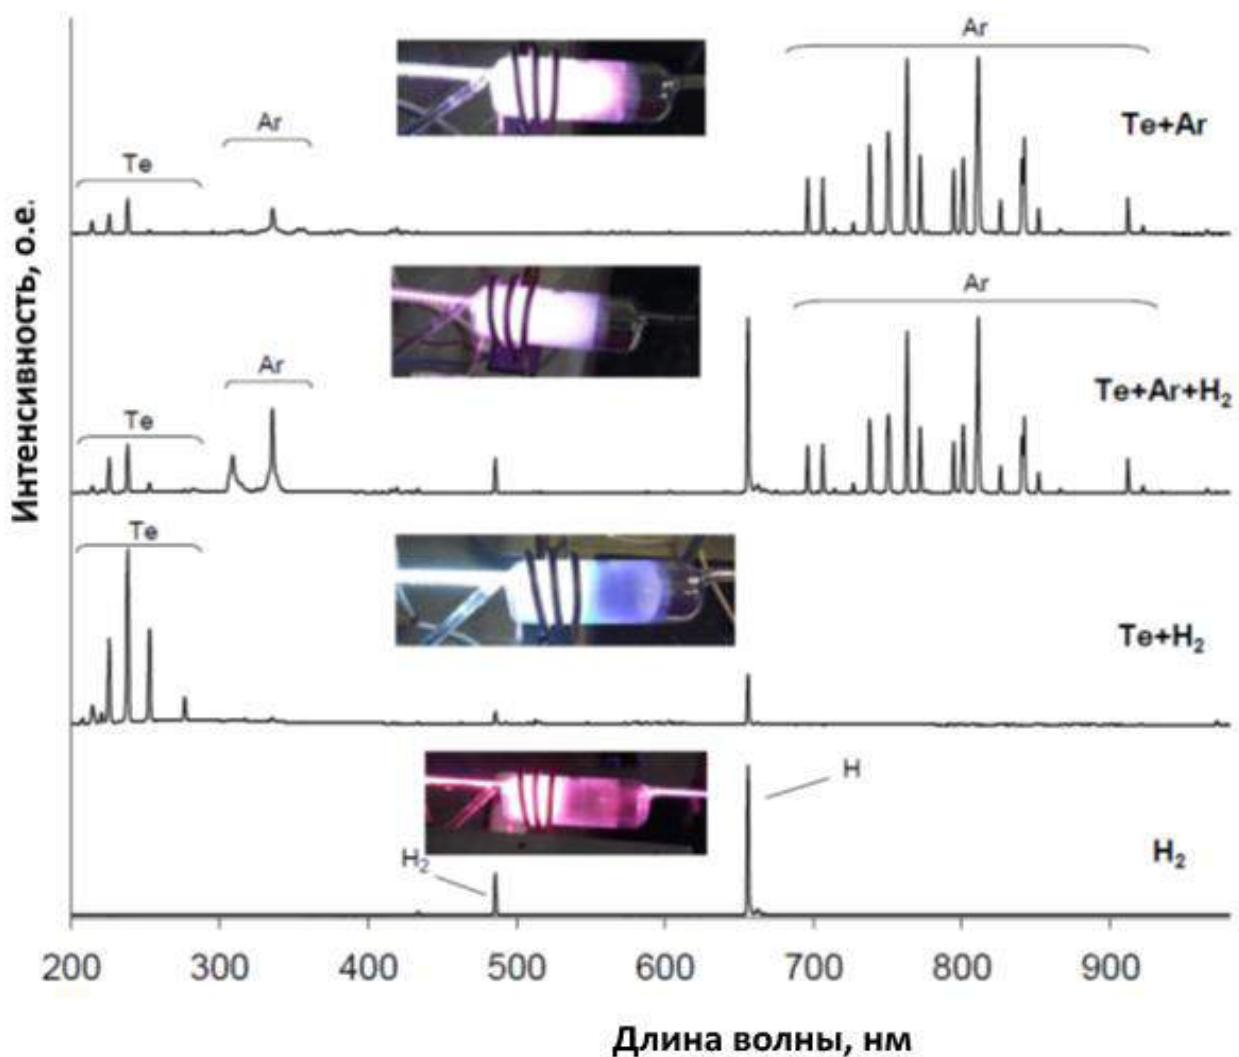 Ar
Te+Ar
Ar
Te
Ar
Te+Ar+H₂
Ar
Te
Te
Te+H₂
H
H₂
H₂
200 300 400 500 600 700 800 900
Длина волны, нм
Интенсивность, о.е.